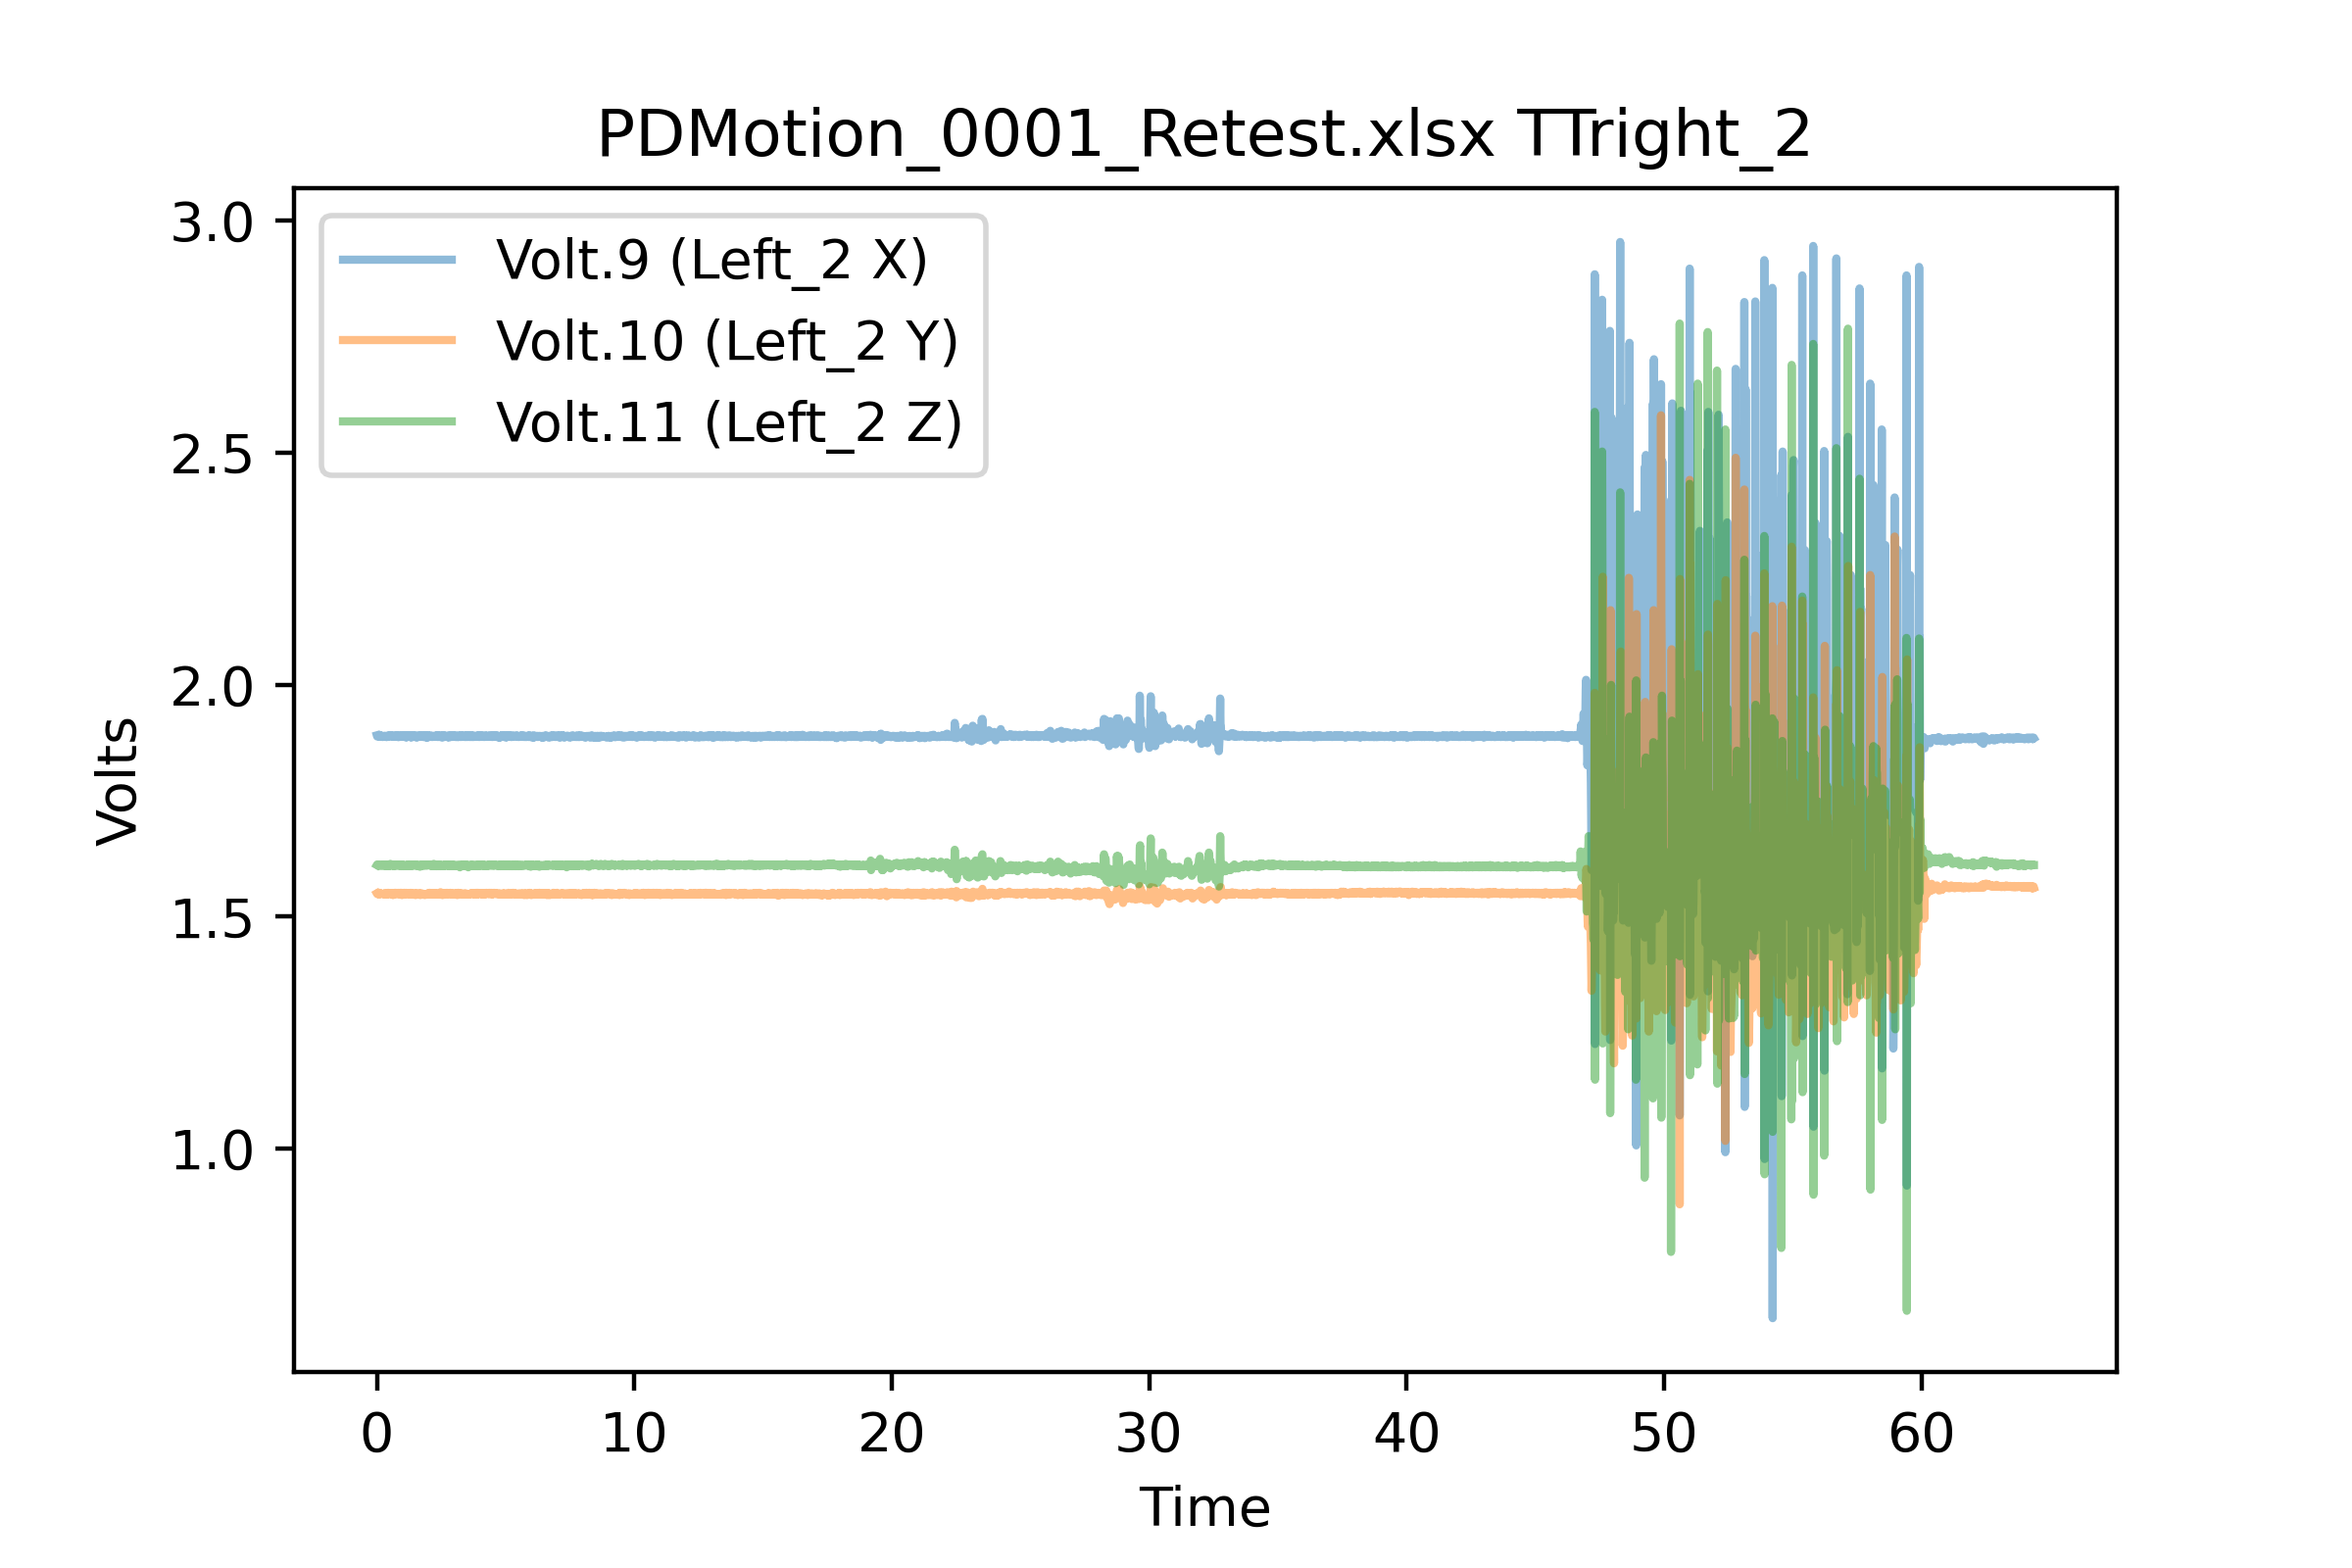 PDMotion_0001_Retest.xlsx TTright_2
Volt.9 (Left_2 X)
Volt.10 (Left_2 Y)
Volt.11 (Left_2 Z)
3.0
2.5
2.0
1.5
1.0
Volts
0 10 20 30 40 50 60
Time